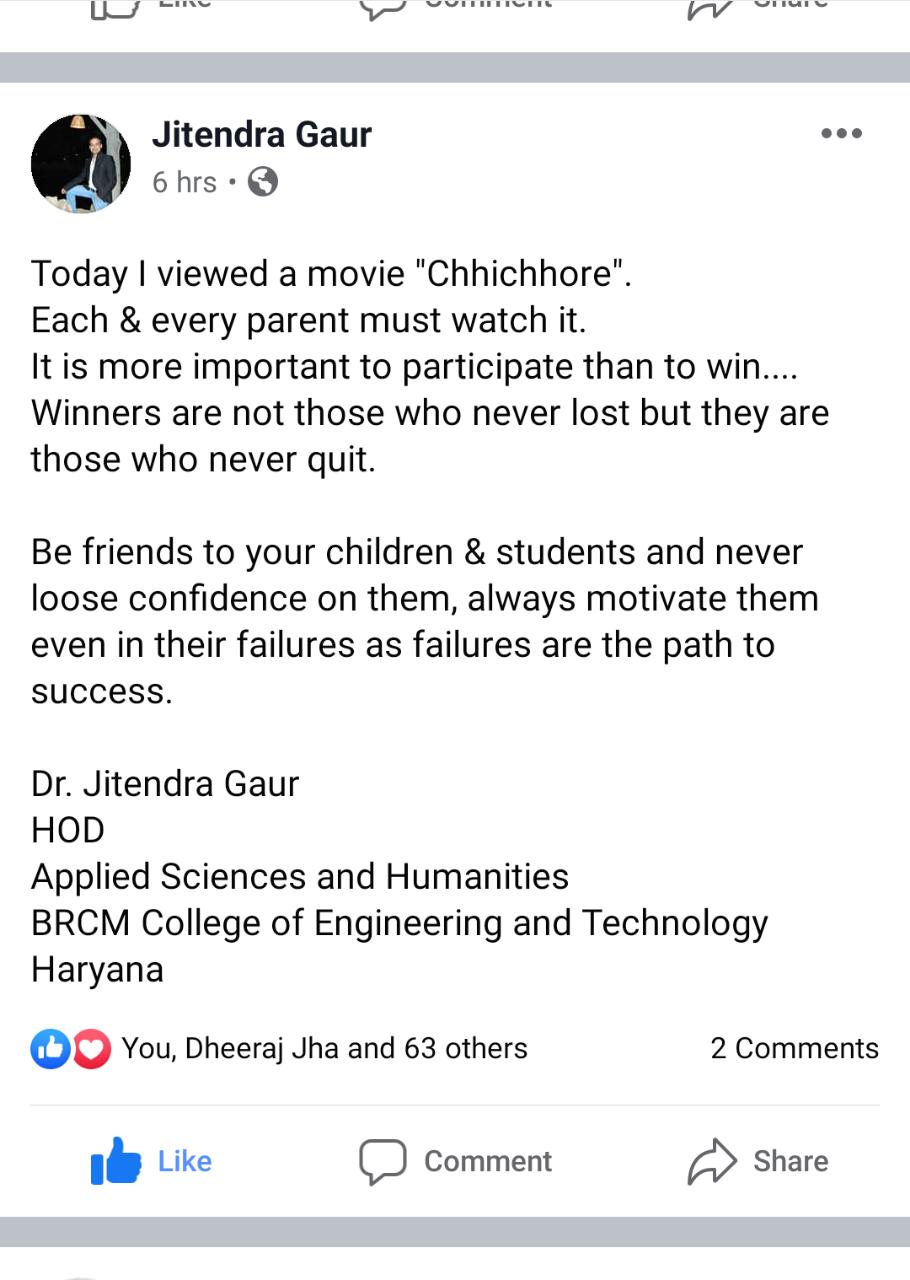 Like Comment Share
Jitendra Gaur
6 hrs •
Today I viewed a movie "Chhichhore".
Each & every parent must watch it.
It is more important to participate than to win....
Winners are not those who never lost but they are
those who never quit.
Be friends to your children & students and never
loose confidence on them, always motivate them
even in their failures as failures are the path to
success.
Dr. Jitendra Gaur
HOD
Applied Sciences and Humanities
BRCM College of Engineering and Technology
Haryana
You, Dheeraj Jha and 63 others 2 Comments
Like Comment Share